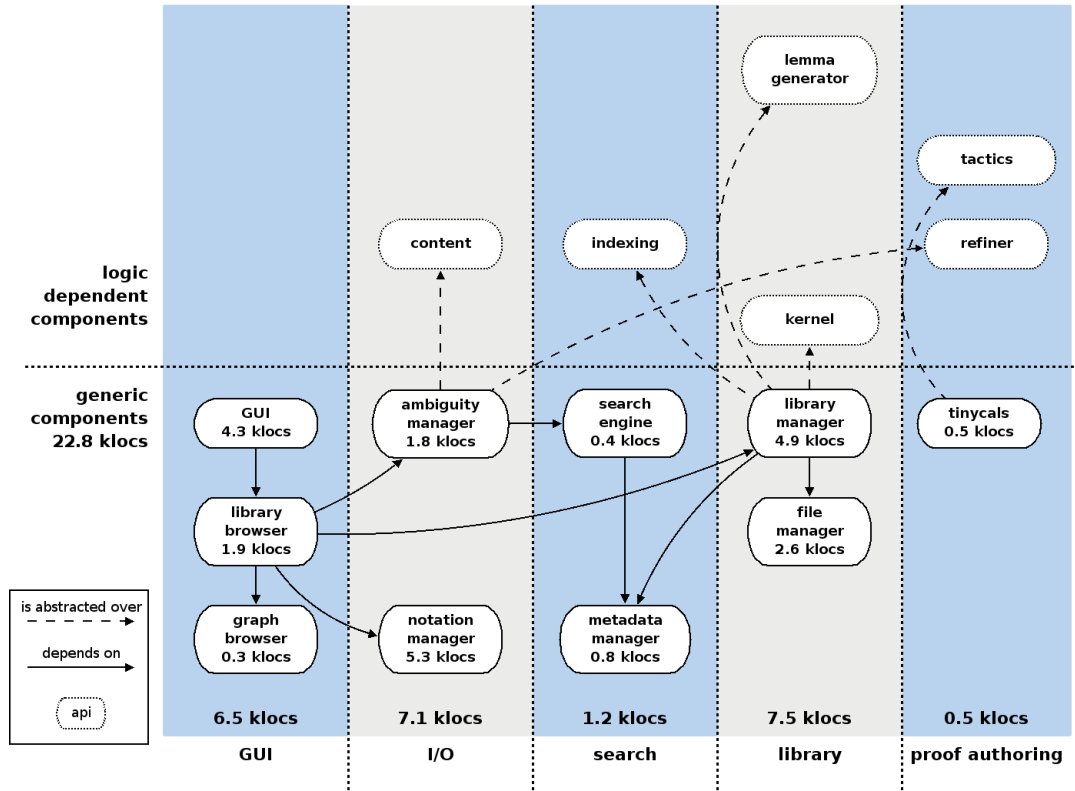 lemma
generator
tactics
content
indexing
refiner
logic
dependent
components
kernel
generic
components
22.8 klocs
GUI
4.3 klocs
ambiguity
manager
1.8 klocs
search
engine
0.4 klocs
library
manager
4.9 klocs
tinycals
0.5 klocs
library
browser
1.9 klocs
file
manager
2.6 klocs
is abstracted over
depends on
api
graph
browser
0.3 klocs
notation
manager
5.3 klocs
metadata
manager
0.8 klocs
6.5 klocs
7.1 klocs
1.2 klocs
7.5 klocs
0.5 klocs
GUI
I/O
search
library
proof authoring